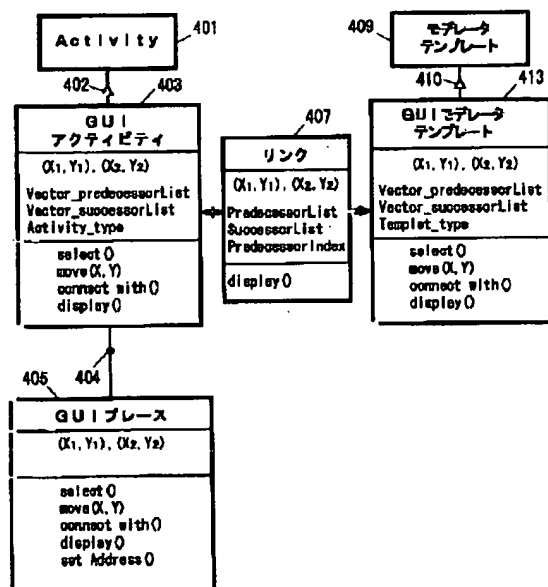 Activity
401
402
403
GUI
アクティビティ
(X1,Y1),(X2,Y2)
Vector_predecessorList
Vector_successorList
Activity_type
select()
move(X,Y)
connect with()
display()
404
405
GUIプレース
(X1,Y1),(X2,Y2)
select()
move(X,Y)
connect with()
display()
set Address()
407
リンク
(X1,Y1),(X2,Y2)
PredecessorList
SuccessorList
PredecessorIndex
display()
409
モデレータ
テンプレート
410
413
GUIモデレータ
テンプレート
(X1,Y1),(X2,Y2)
Vector_predecessorList
Vector_successorList
Templet_type
select()
move(X,Y)
connect with()
display()